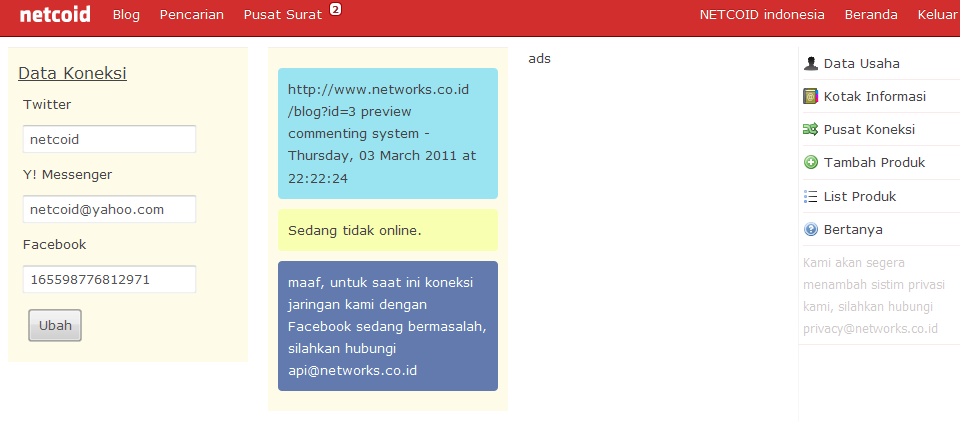 netcoid Blog Pencarian Pusat Surat 2 NETCOID indonesia Beranda Keluar
Data Koneksi
Twitter
netcoid
Y! Messenger
netcoid@yahoo.com
Facebook
165598776812971
Ubah
http://www.networks.co.id
/blog?id=3 preview
commenting system -
Thursday, 03 March 2011 at
22:22:24
Sedang tidak online.
maaf, untuk saat ini koneksi
jaringan kami dengan
Facebook sedang bermasalah,
silahkan hubungi
api@networks.co.id
ads
Data Usaha
Kotak Informasi
Pusat Koneksi
Tambah Produk
List Produk
Bertanya
Kami akan segera
menambah sistim privasi
kami, silahkan hubungi
privacy@networks.co.id